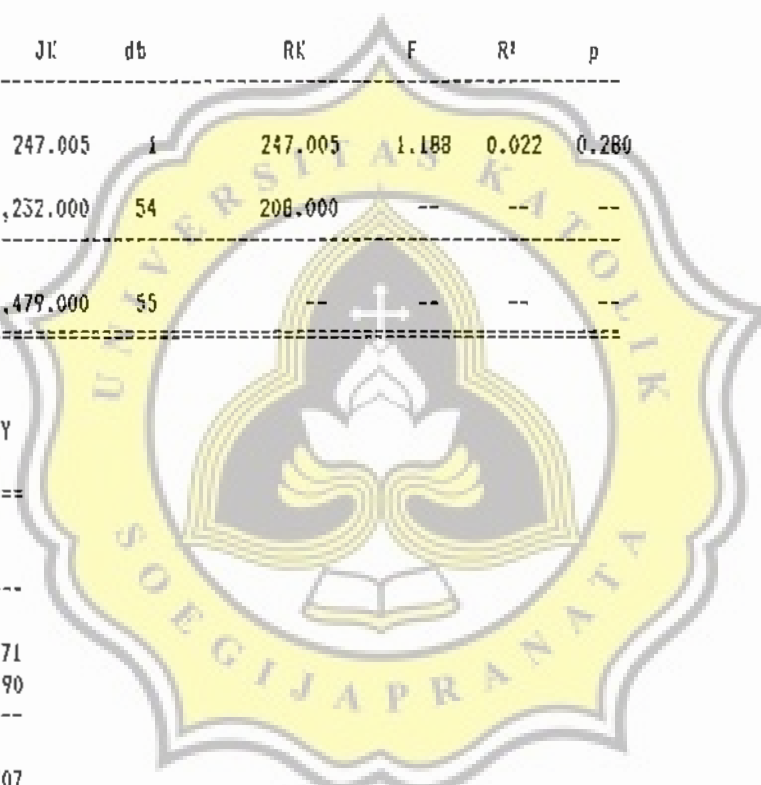 JK db RK F R² p
247.005 1 247.005 1.188 0.022 0.280
,232.000 54 208.000 -- -- --
,479.000 55 -- -- -- --
Y
==
--
71
90
--
07
UNIVERSITAS KATOLIK
SOEGIJAPRANATA